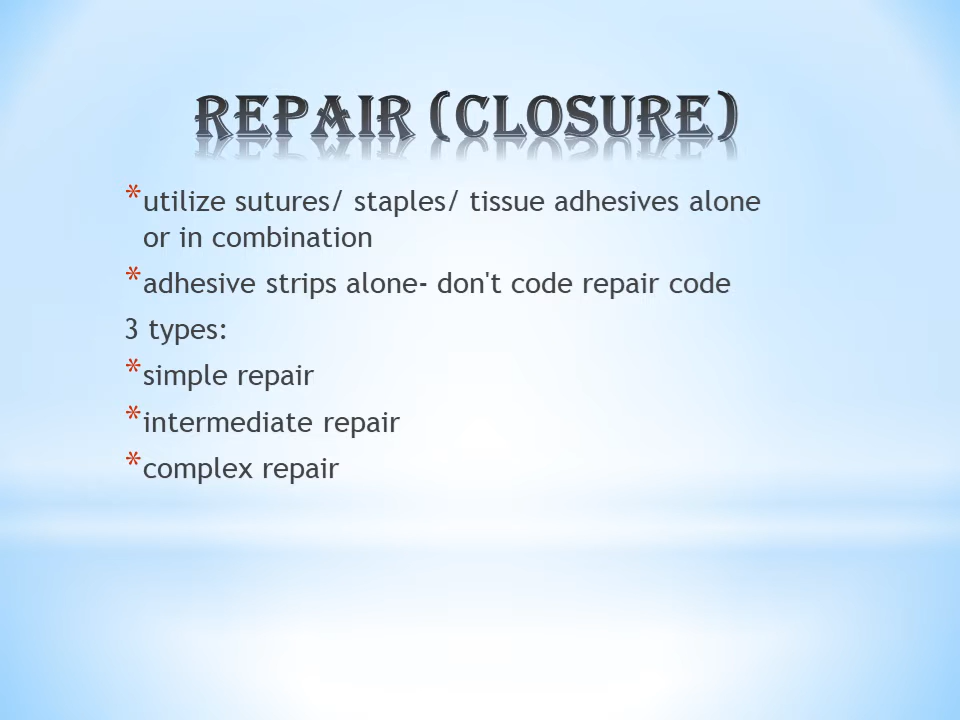 REPAIR (CLOSURE)
*utilize sutures/ staples/ tissue adhesives alone
or in combination
*adhesive strips alone- don't code repair code
3 types:
*simple repair
*intermediate repair
*complex repair